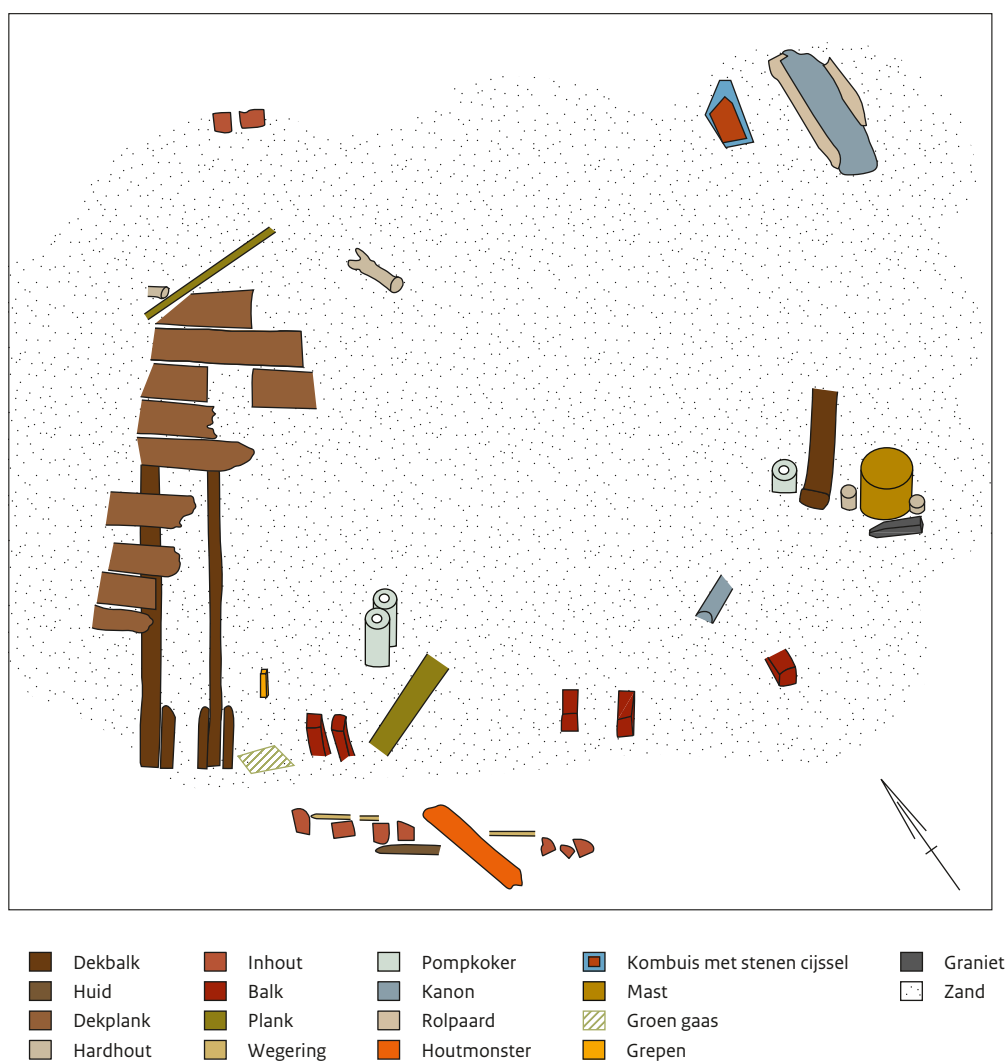 Dekbalk
Huid
Dekplank
Hardhout
Inhout
Balk
Plank
Wegering
Pompkoker
Kanon
Rolpaard
Houtmonster
Kombuis met stenen cijssel
Mast
Groen gaas
Grepen
Graniet
Zand